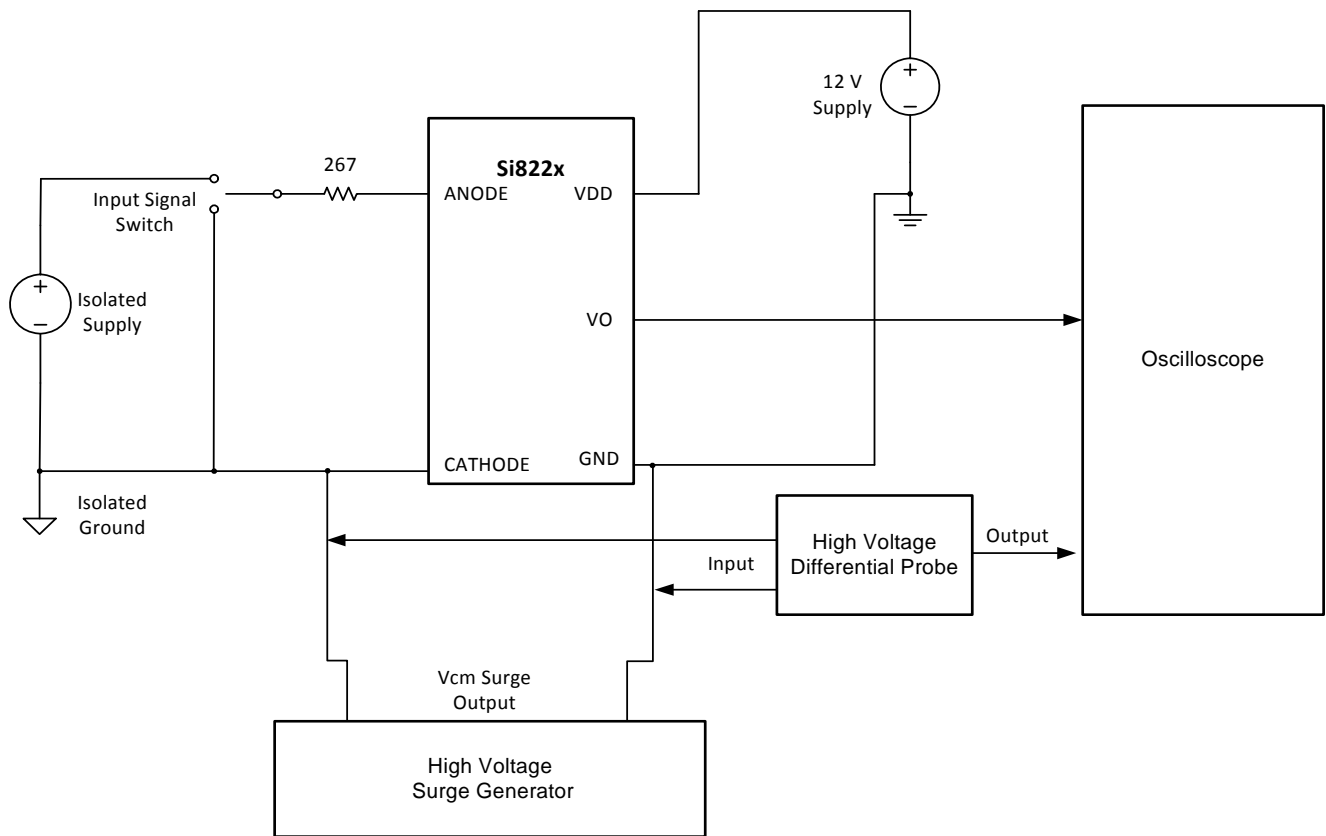 12 V
Supply
+
–
Si822x
267
ANODE
VDD
Input Signal
Switch
+
–
Isolated
Supply
VO
Oscilloscope
CATHODE
GND
Isolated
Ground
High Voltage
Differential Probe
Input
Output
Vcm Surge
Output
High Voltage
Surge Generator